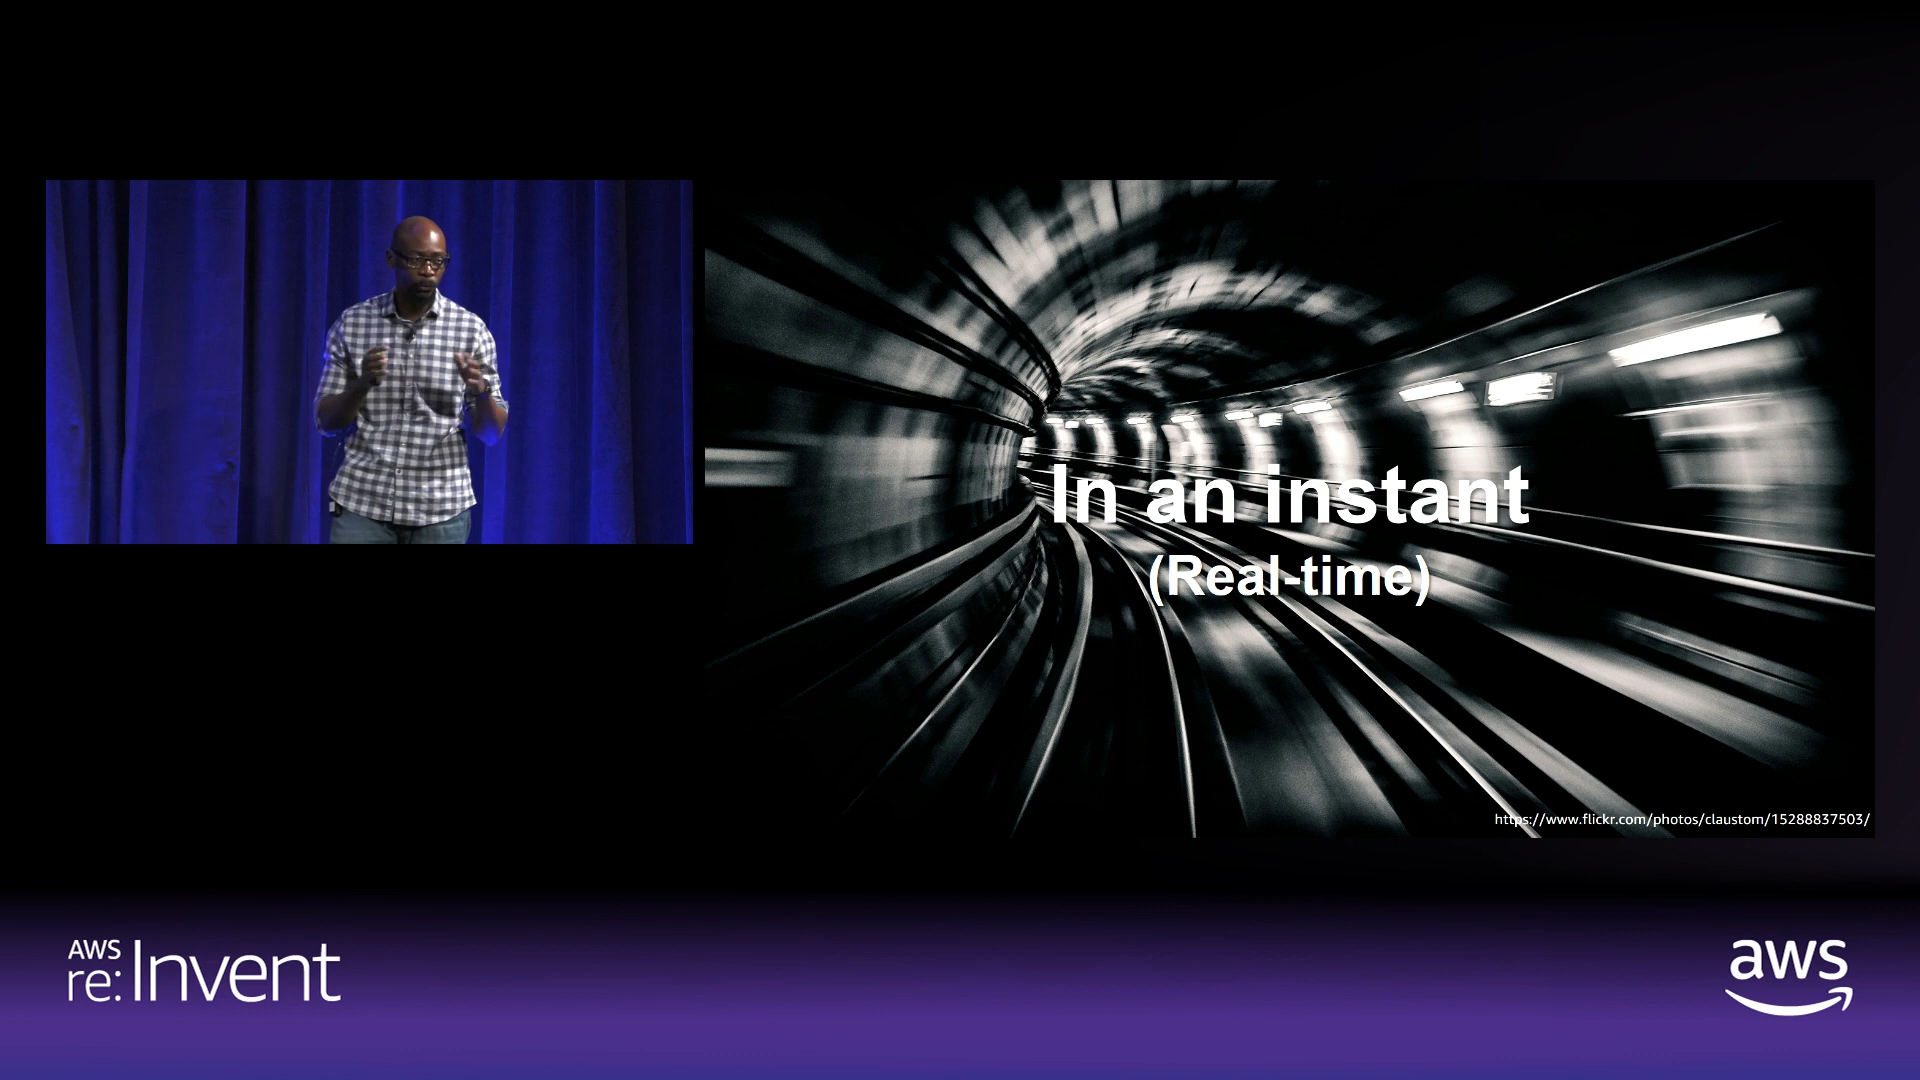 In an instant
(Real-time)
https://www.flickr.com/photos/claustom/15288837503/
AWS
re:Invent
aws